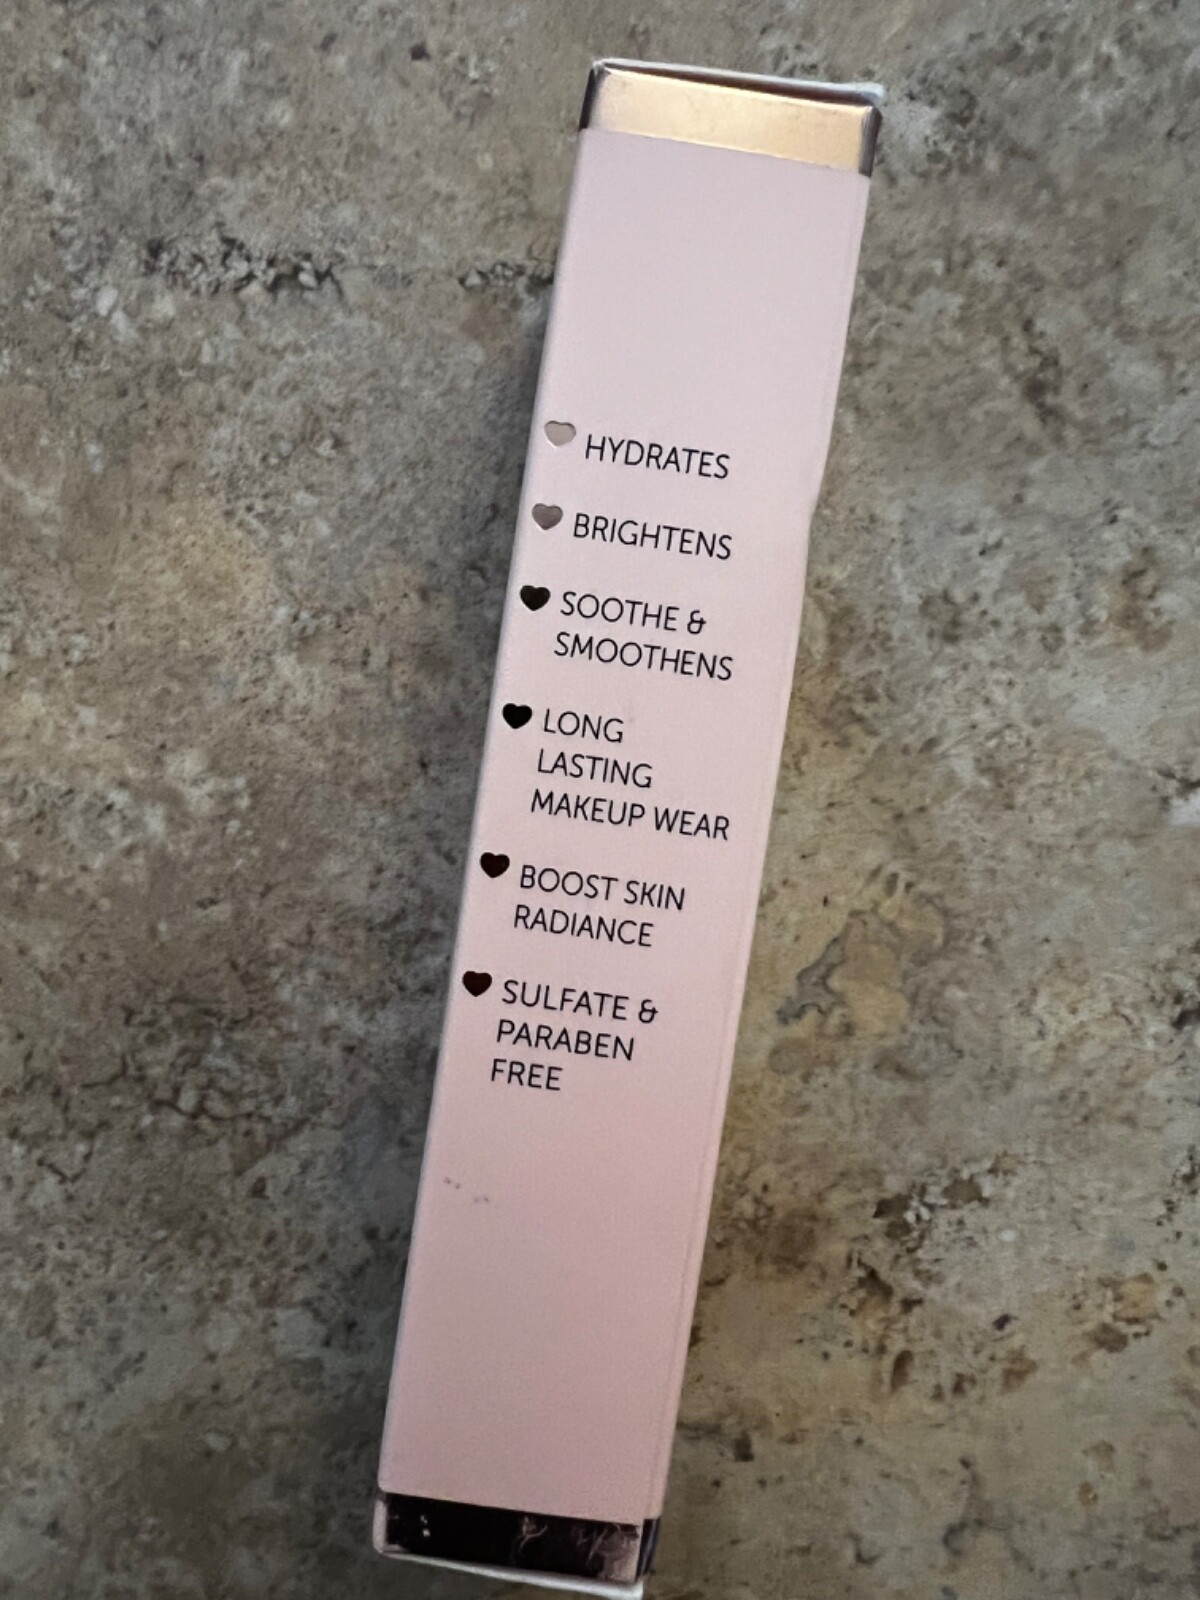 HYDRATES
BRIGHTENS
SOOTHE &
SMOOTHENS
LONG
LASTING
MAKEUP WEAR
BOOST SKIN
RADIANCE
SULFATE &
PARABEN
FREE